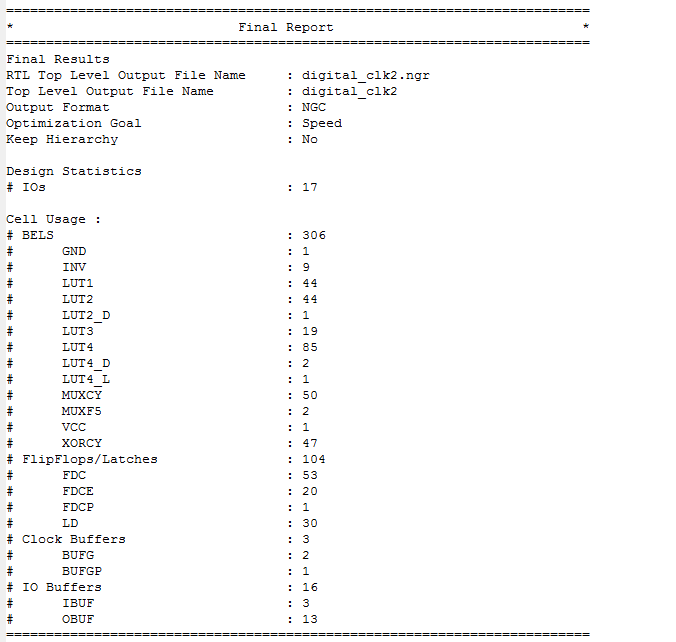 =========================================================================
*                            Final Report                               *
=========================================================================
Final Results
RTL Top Level Output File Name     : digital_clk2.ngr
Top Level Output File Name         : digital_clk2
Output Format                      : NGC
Optimization Goal                  : Speed
Keep Hierarchy                     : No

Design Statistics
# IOs                              : 17

Cell Usage :
# BELS                             : 306
#      GND                         : 1
#      INV                         : 9
#      LUT1                        : 44
#      LUT2                        : 44
#      LUT2_D                      : 1
#      LUT3                        : 19
#      LUT4                        : 85
#      LUT4_D                      : 2
#      LUT4_L                      : 1
#      MUXCY                       : 50
#      MUXF5                       : 2
#      VCC                         : 1
#      XORCY                       : 47
# FlipFlops/Latches                : 104
#      FDC                         : 53
#      FDCE                        : 20
#      FDCP                        : 1
#      LD                          : 30
# Clock Buffers                    : 3
#      BUFG                        : 2
#      BUFGP                       : 1
# IO Buffers                       : 16
#      IBUF                        : 3
#      OBUF                        : 13
=========================================================================